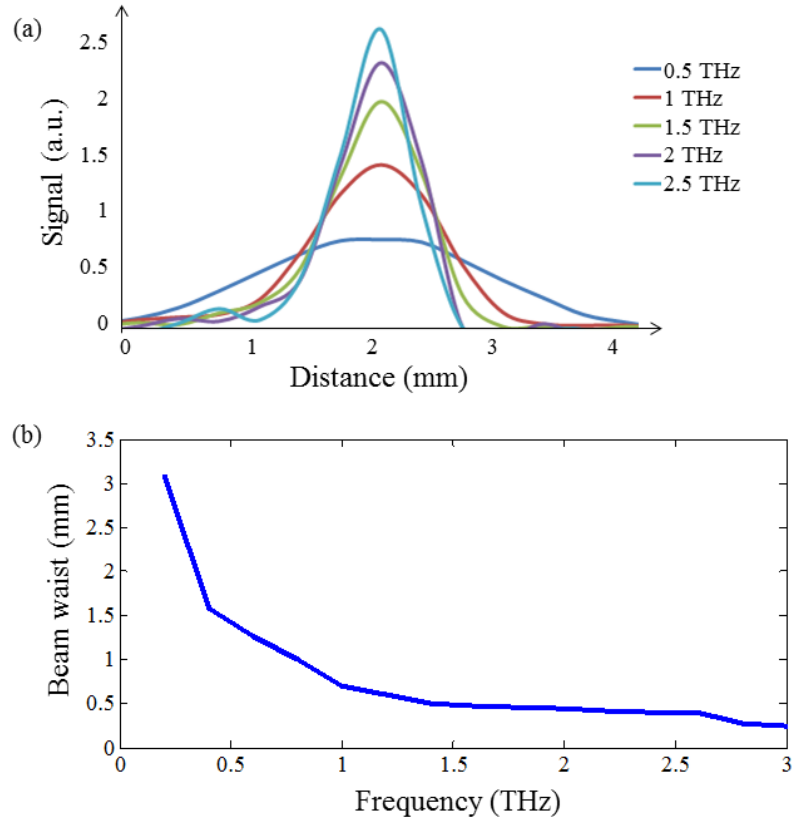 (a)
2.5
2
1.5
1
0.5
0
Signal (a.u.)
0 1 2 3 4
Distance (mm)
0.5 THz
1 THz
1.5 THz
2 THz
2.5 THz
(b)
3.5
3
2.5
2
1.5
1
0.5
0
Beam waist (mm)
0 0.5 1 1.5 2 2.5 3
Frequency (THz)